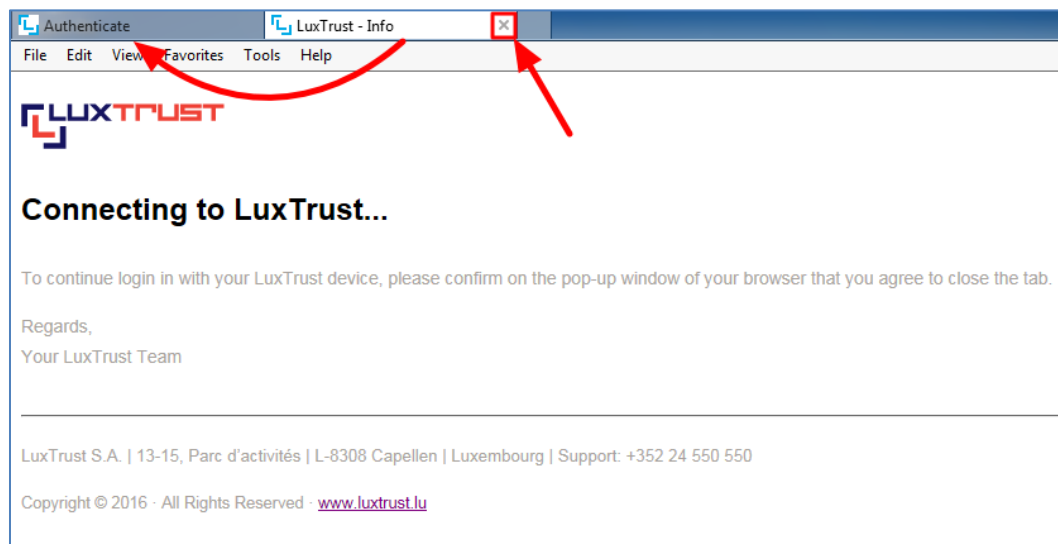 Authenticate LuxTrust - Info
File Edit View Favorites Tools Help
LUXTRUST
Connecting to LuxTrust...
To continue login in with your LuxTrust device, please confirm on the pop-up window of your browser that you agree to close the tab.
Regards,
Your LuxTrust Team
LuxTrust S.A. | 13-15, Parc d'activités | L-8308 Capellen | Luxembourg | Support: +352 24 550 550
Copyright © 2016 · All Rights Reserved · www.luxtrust.lu